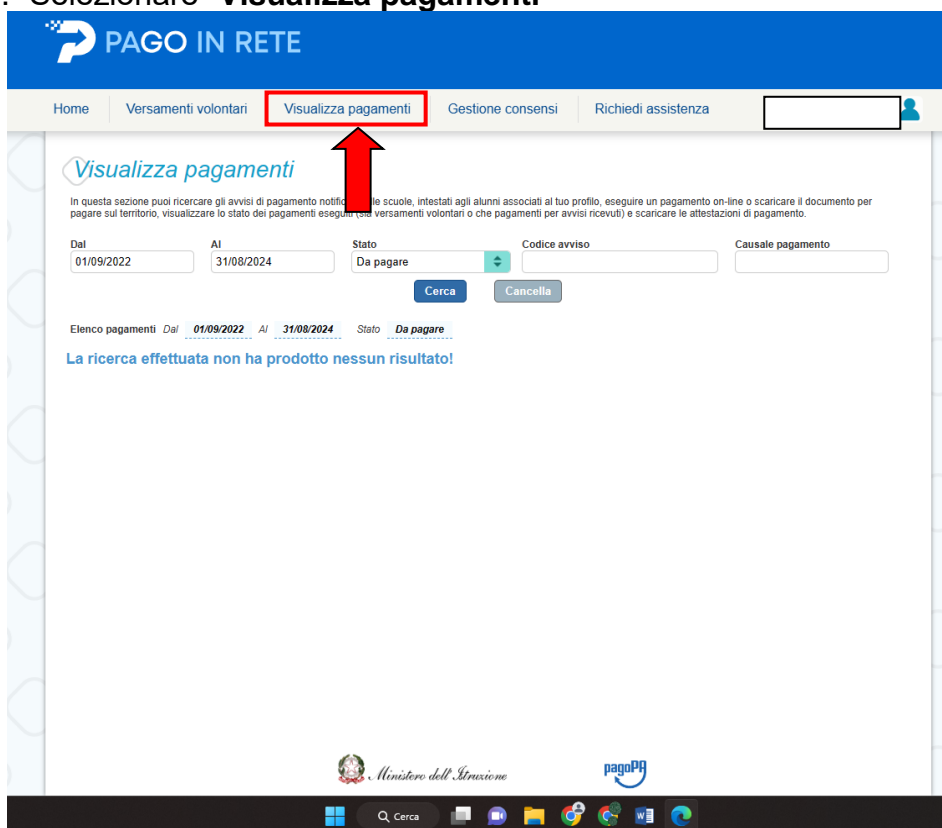 . Selezionare "Visualizza pagamenti"
PAGO IN RETE
Home Versamenti volontari Visualizza pagamenti Gestione consensi Richiedi assistenza
Visualizza pagamenti
In questa sezione puoi ricercare gli avvisi di pagamento le scuole, intestati agli alunni associati al tuo profilo, eseguire un pagamento on-line o scaricare il documento per
pagare sul territorio, visualizzare lo stato dei pagamenti versamenti volontari o che pagamenti per avvisi ricevuti) e scaricare le attestazioni di pagamento.
Dal Al Stato Codice avviso Causale pagamento
01/09/2022 31/08/2024 Da pagare
Cerca Cancella
Elenco pagamenti Dal 01/09/2022 Al 31/08/2024 Stato Da pagare
La ricerca effettuata non ha prodotto nessun risultato!
Ministero dell'Istruzione pagoPA
Cerca